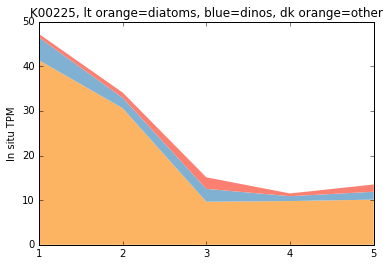 K00225, lt orange=diatoms, blue=dinos, dk orange=other
50
40
30
20
10
0
In situ TPM
1 2 3 4 5